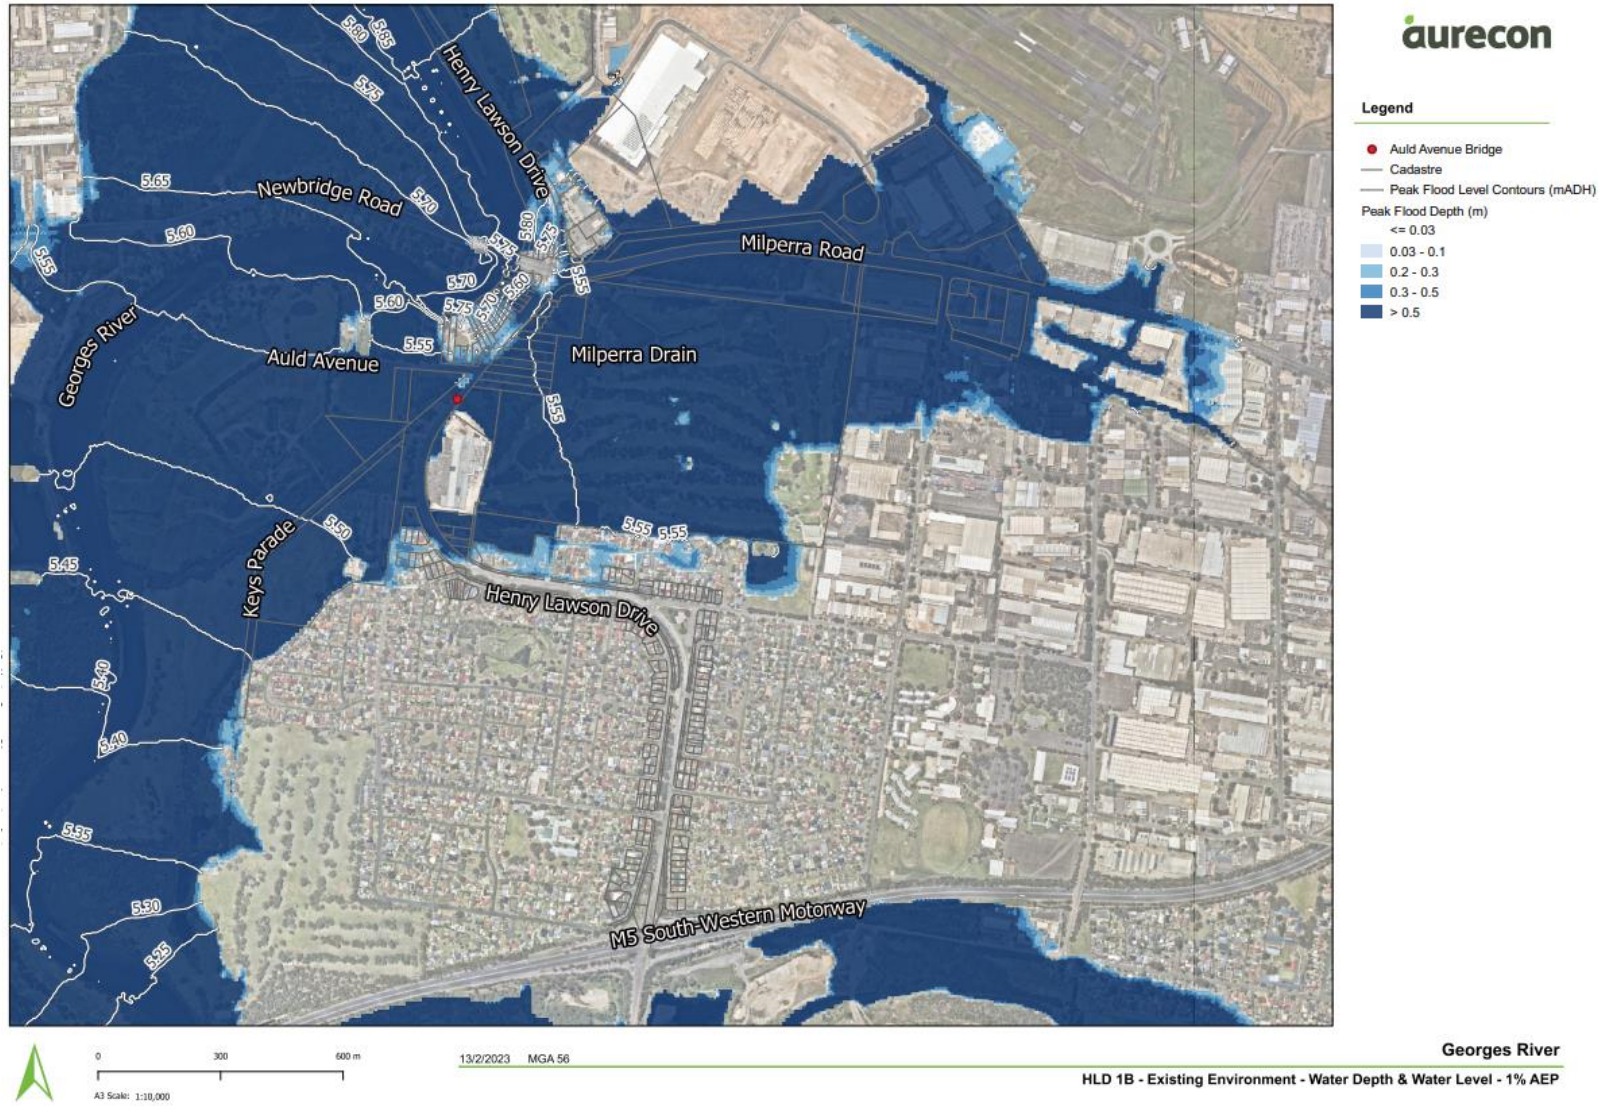 aurecon
Legend
Auld Avenue Bridge
Cadastre
Peak Flood Level Contours (mADH)
Peak Flood Depth (m)
<= 0.03
0.03 - 0.1
0.2 - 0.3
0.3 - 0.5
> 0.5
5.80
5.85
5.75
Henry Lawson Drive
5.65
Newbridge Road
5.70
5.60
5.80
5.75
5.75
Milperra Road
5.55
5.70
5.60
5.55
5.60
5.75
5.70
Georges River
5.55
Auld Avenue
Milperra Drain
5.55
5.50
5.55
5.55
5.45
Keys Parade
Henry Lawson Drive
5.40
5.40
5.35
5.30
5.25
M5 South-Western Motorway
0
300
600 m
A3 Scale: 1:10,000
13/2/2023 MGA 56
Georges River
HLD 1B - Existing Environment - Water Depth & Water Level - 1% AEP